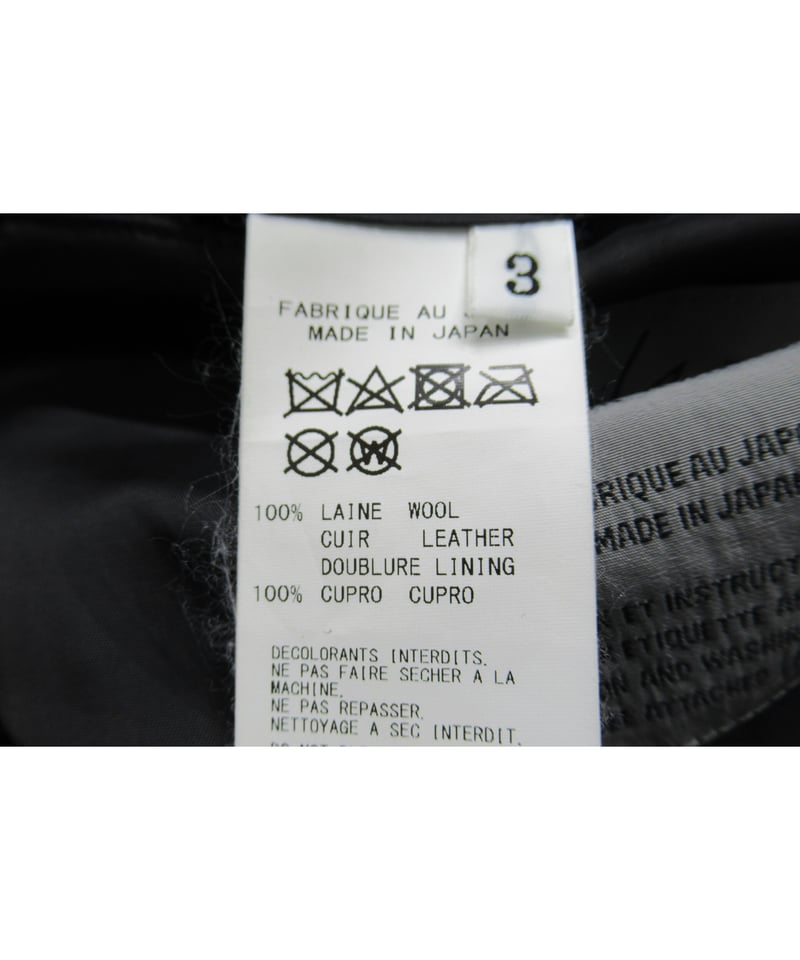 3
FABRIQUE AU
MADE IN JAPAN
W
100% LAINE WOOL
CUIR LEATHER
DOUBLURE LINING
100% CUPRO CUPRO
DECOLORANTS INTERDITS.
NE PAS FAIRE SECHER A LA
MACHINE.
NE PAS REPASSER.
NETTOYAGE A SEC INTERDIT.
RIQUE AU JAP
MADE IN JAPAN
ET INSTRUCT
ETIQUETTE A
ON AND WASHIN
ATTACHED